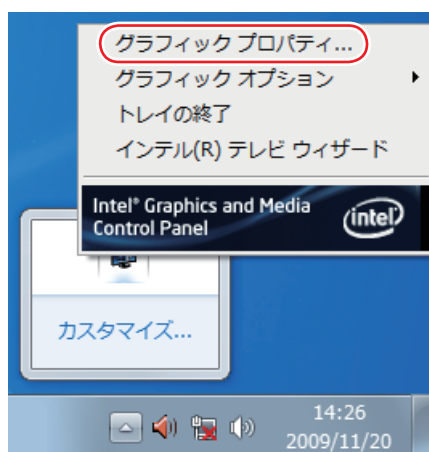 グラフィック プロパティ...
グラフィック オプション
トレイの終了
インテル(R) テレビ ウィザード
Intel® Graphics and Media
Control Panel
intel
カスタマイズ...
14:26
2009/11/20